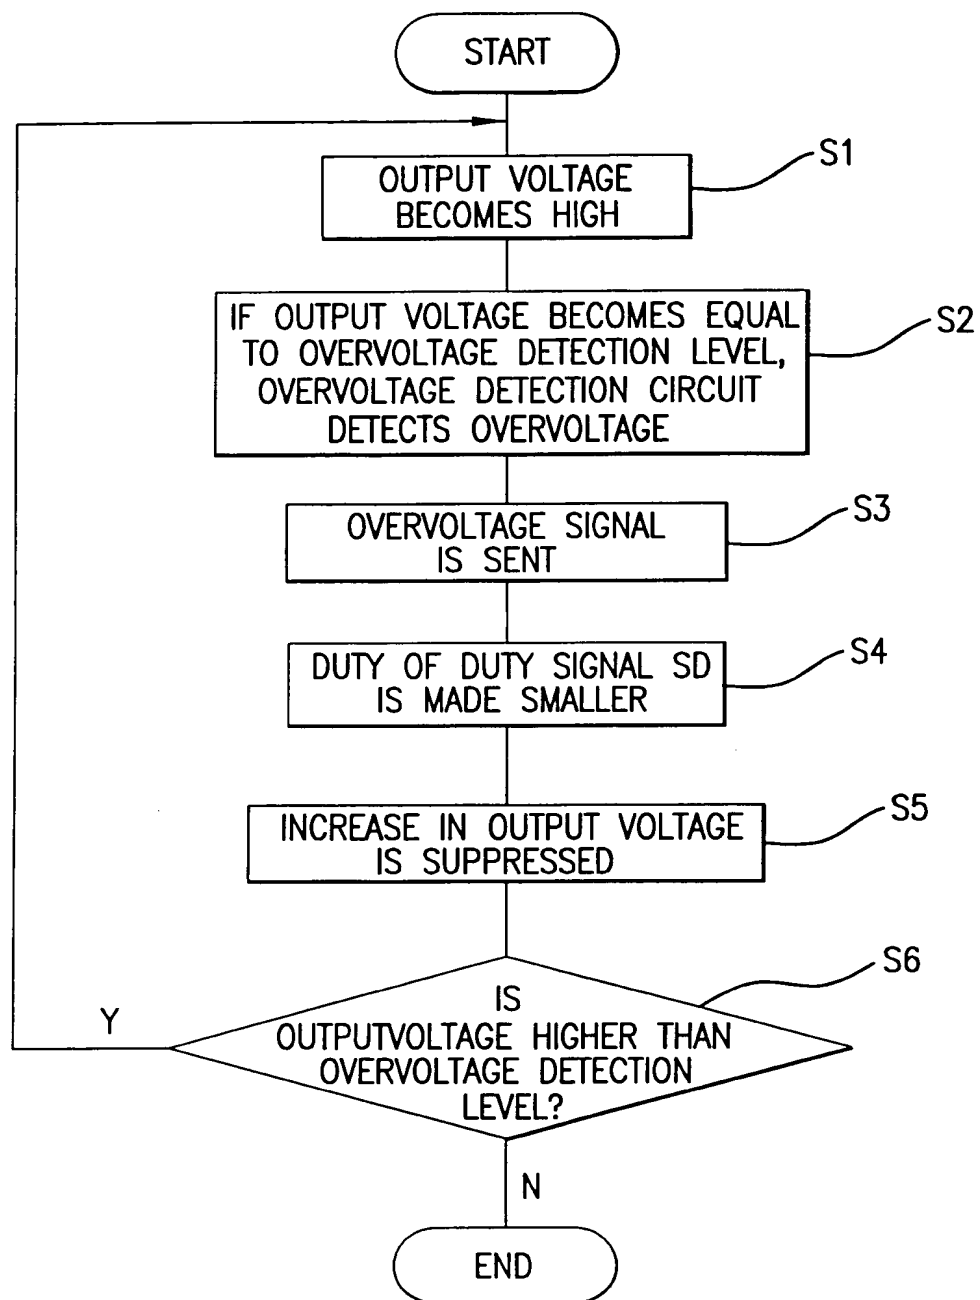 START
S1
OUTPUT VOLTAGE
BECOMES HIGH
S2
IF OUTPUT VOLTAGE BECOMES EQUAL
TO OVERVOLTAGE DETECTION LEVEL,
OVERVOLTAGE DETECTION CIRCUIT
DETECTS OVERVOLTAGE
S3
OVERVOLTAGE SIGNAL
IS SENT
S4
DUTY OF DUTY SIGNAL SD
IS MADE SMALLER
S5
INCREASE IN OUTPUT VOLTAGE
IS SUPPRESSED
S6
IS
OUTPUTVOLTAGE HIGHER THAN
OVERVOLTAGE DETECTION
LEVEL?
Y
N
END